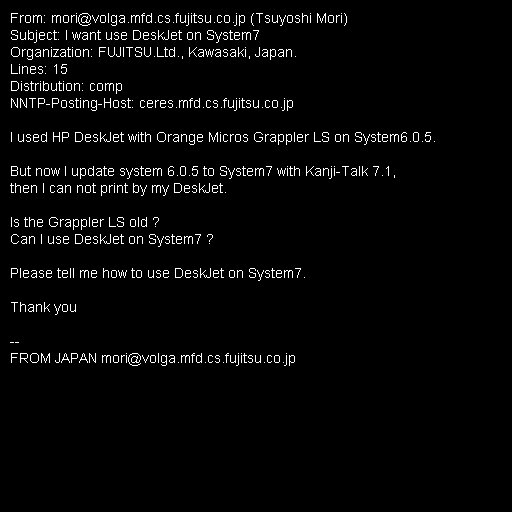 From: mori@volga.mfd.cs.fujitsu.co.jp (Tsuyoshi Mori)
Subject: I want use DeskJet on System7
Organization: FUJITSU.Ltd., Kawasaki, Japan.
Lines: 15
Distribution: comp
NNTP-Posting-Host: ceres.mfd.cs.fujitsu.co.jp

I used HP DeskJet with Orange Micros Grappler LS on System6.0.5.

But now I update system 6.0.5 to System7 with Kanji-Talk 7.1,
then I can not print by my DeskJet.

Is the Grappler LS old ?
Can I use DeskJet on System7 ?

Please tell me how to use DeskJet on System7.

Thank you

--
FROM JAPAN mori@volga.mfd.cs.fujitsu.co.jp